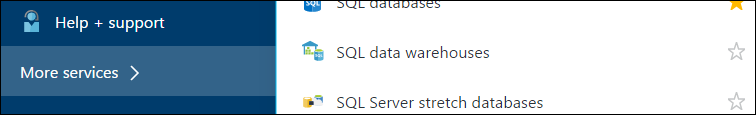 Help + support
More services
SQL databases
SQL data warehouses
SQL Server stretch databases